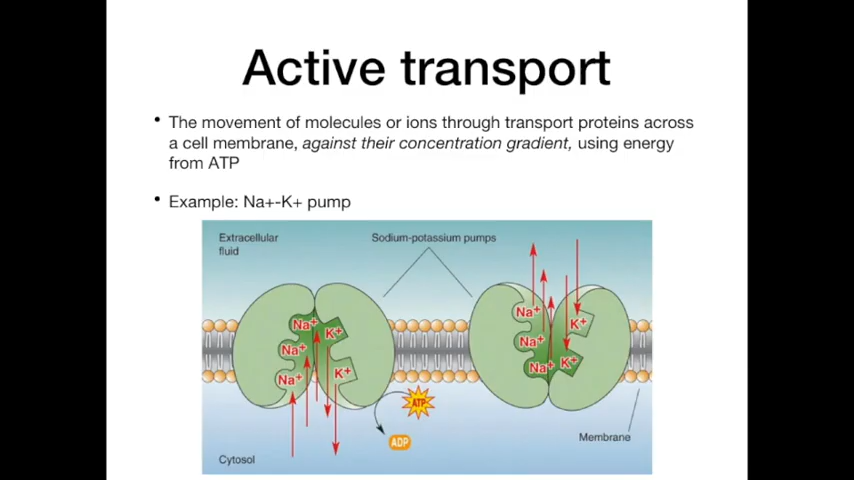 Active transport
• The movement of molecules or ions through transport proteins across
a cell membrane, against their concentration gradient, using energy
from ATP
• Example: Na+-K+ pump
Extracellular
fluid
Sodium-potassium pumps
Na+
K+
Na+
Na+
K+
ATP
ADP
Na+
K+
Na+
Na+
K+
Membrane
Cytosol